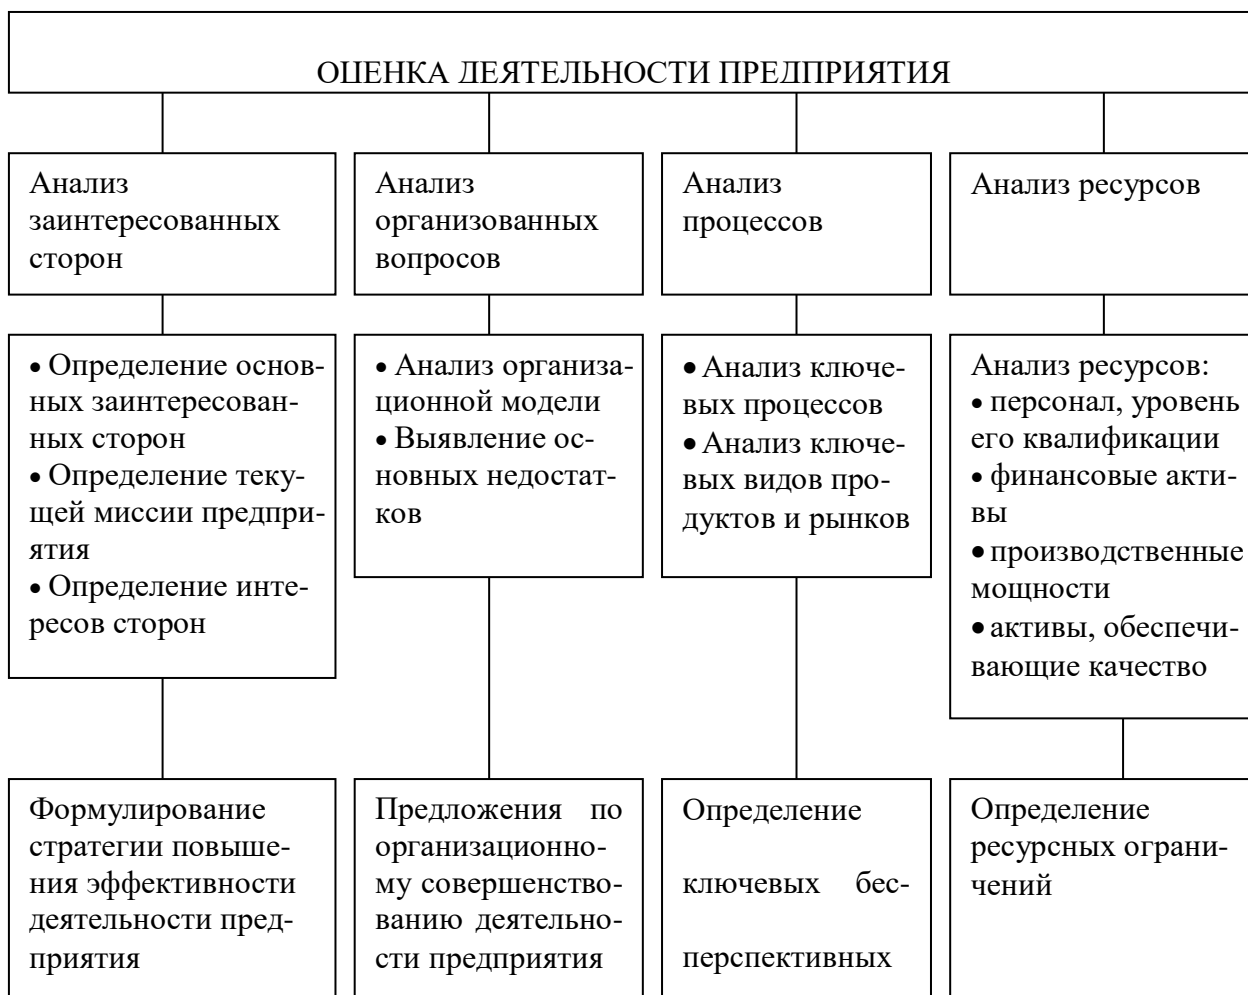 ОЦЕНКА ДЕЯТЕЛЬНОСТИ ПРЕДПРИЯТИЯ
Анализ
заинтересованных
сторон
Анализ
организованных
вопросов
Анализ
процессов
Анализ ресурсов
• Определение основ-
ных заинтересован-
ных сторон
• Определение теку-
щей миссии предпри-
ятия
• Определение инте-
ресов сторон
• Анализ организа-
ционной модели
• Выявление ос-
новных недостат-
ков
• Анализ ключе-
вых процессов
• Анализ ключе-
вых видов про-
дуктов и рынков
Анализ ресурсов:
• персонал, уровень
его квалификации
• финансовые акти-
вы
• производственные
мощности
• активы, обеспечи-
вающие качество
Формулирование
стратегии повыше-
ния эффективности
деятельности пред-
приятия
Предложения по
организационно-
му совершенство-
ванию деятельно-
сти предприятия
Определение
ключевых бес-
перспективных
Определение
ресурсных ограни-
чений